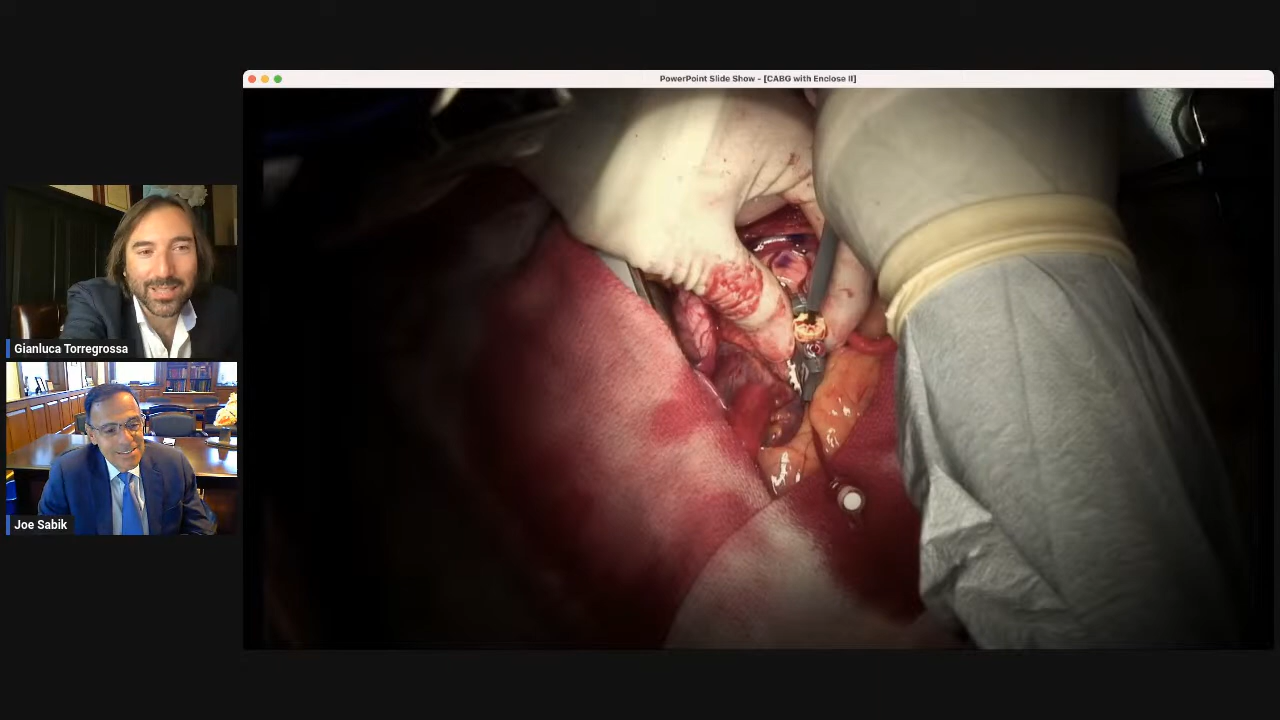 PowerPoint Slide Show - [CABG with Enclose II]
Gianluca Torregrossa
Joe Sabik